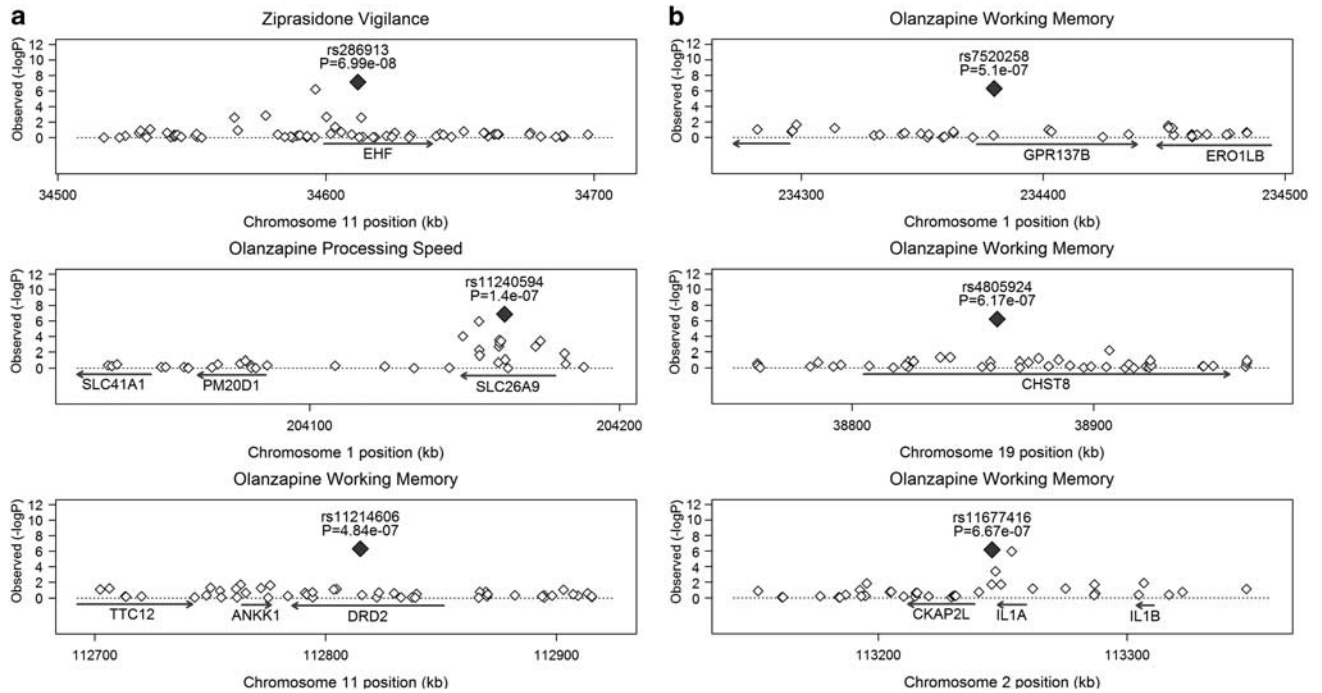 a
Ziprasidone Vigilance
Observed (-logP)
12
10
8
6
4
2
0
rs286913
P=6.99e-08
EHF
34500 34600 34700
Chromosome 11 position (kb)
Olanzapine Processing Speed
Observed (-logP)
12
10
8
6
4
2
0
rs11240594
P=1.4e-07
SLC41A1 PM20D1 SLC26A9
204100 204200
Chromosome 1 position (kb)
Olanzapine Working Memory
Observed (-logP)
12
10
8
6
4
2
0
rs11214606
P=4.84e-07
TTC12 ANKK1 DRD2
112700 112800 112900
Chromosome 11 position (kb)
b
Olanzapine Working Memory
Observed (-logP)
12
10
8
6
4
2
0
rs7520258
P=5.1e-07
GPR137B ERO1LB
234300 234400 234500
Chromosome 1 position (kb)
Olanzapine Working Memory
Observed (-logP)
12
10
8
6
4
2
0
rs4805924
P=6.17e-07
CHST8
38800 38900
Chromosome 19 position (kb)
Olanzapine Working Memory
Observed (-logP)
12
10
8
6
4
2
0
rs11677416
P=6.67e-07
CKAP2L IL1A IL1B
113200 113300
Chromosome 2 position (kb)